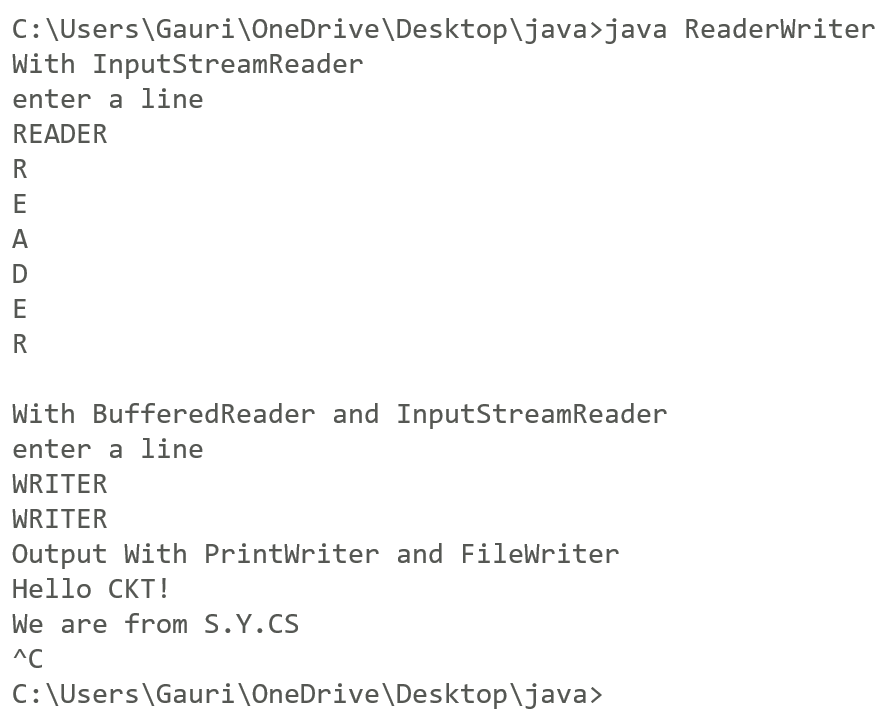 C:\Users\Gauri\OneDrive\Desktop\java>java ReaderWriter
With InputStreamReader
enter a line
READER
R
E
A
D
E
R
With BufferedReader and InputStreamReader
enter a line
WRITER
WRITER
Output With PrintWriter and FileWriter
Hello CKT!
We are from S.Y.CS
^C
C:\Users\Gauri\OneDrive\Desktop\java>